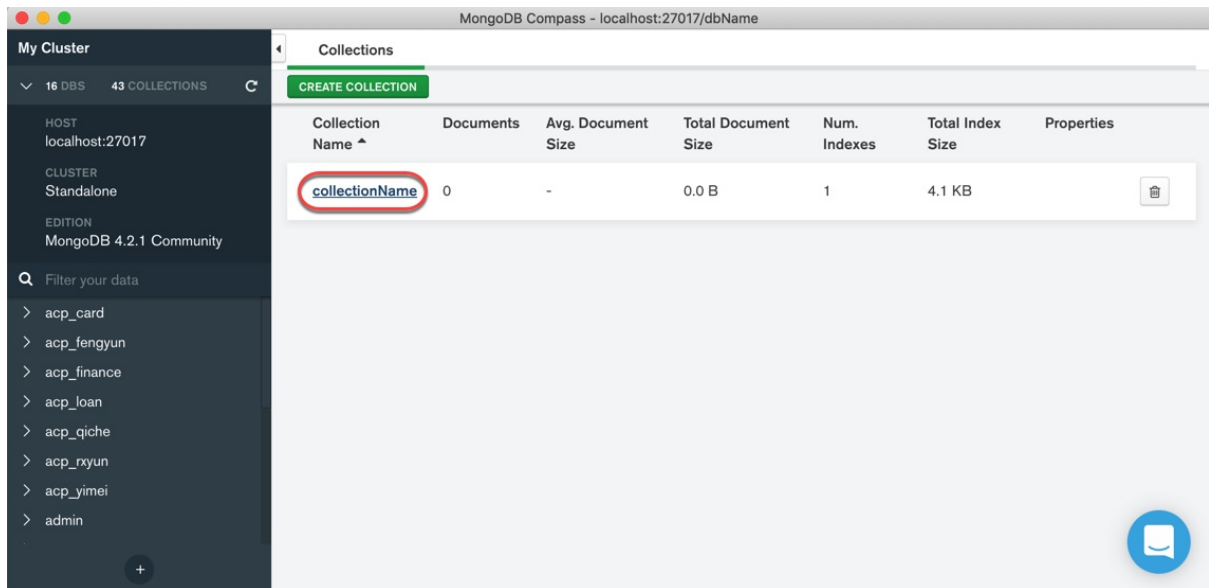 MongoDB Compass - localhost:27017/dbName
My Cluster
16 DBS 43 COLLECTIONS
HOST
localhost:27017
CLUSTER
Standalone
EDITION
MongoDB 4.2.1 Community
Filter your data
acp_card
acp_fengyun
acp_finance
acp_loan
acp_qiche
acp_rxyun
acp_yimei
admin
+
Collections
CREATE COLLECTION
Collection Documents Avg. Document Total Document Num. Total Index Properties
Name Size Size Indexes Size
collectionName 0 - 0.0 B 1 4.1 KB